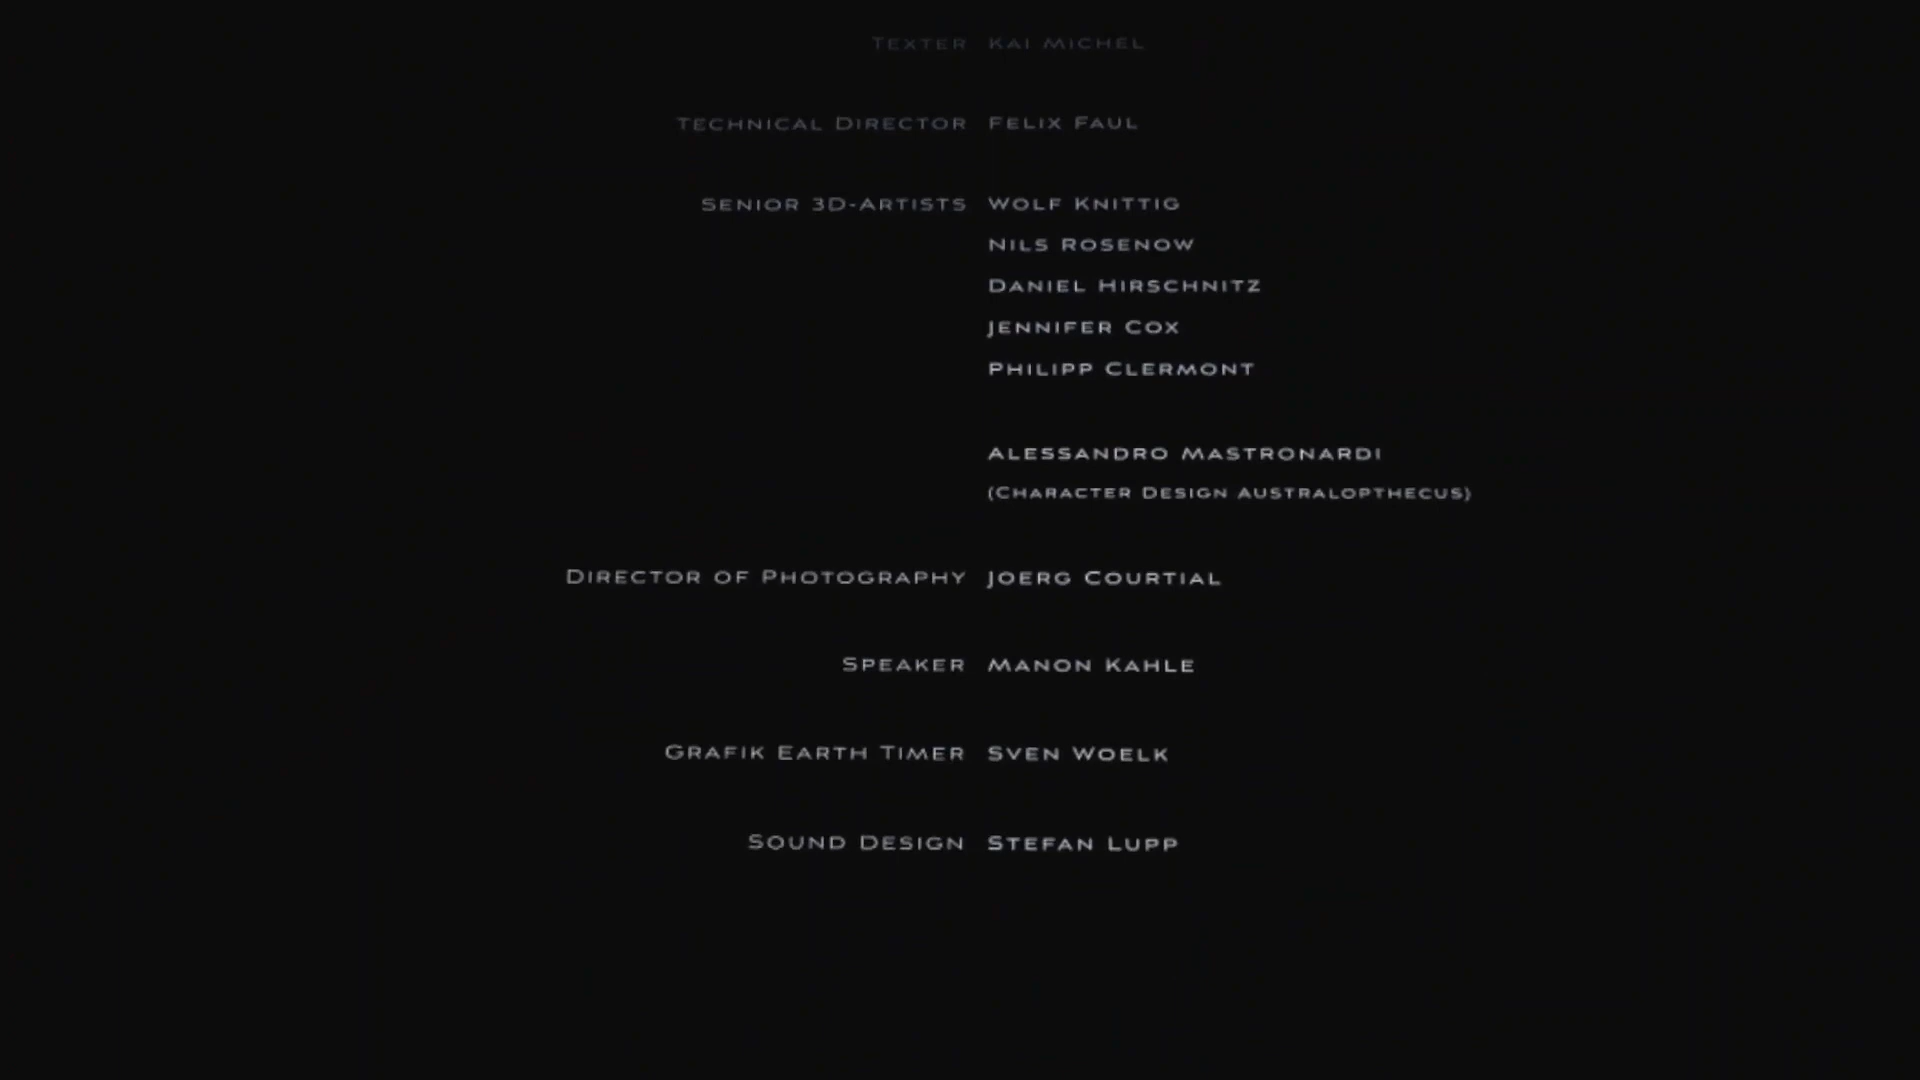 Texter Kai Michel
Technical Director Felix Faul
Senior 3D-Artists Wolf Knittig
Nils Rosenow
Daniel Hirschnitz
Jennifer Cox
Philipp Clermont
Alessandro Mastronardi
(Character Design Australopthecus)
Director of Photography Joerg Courtial
Speaker Manon Kahle
Grafik Earth Timer Sven Woelk
Sound Design Stefan Lupp